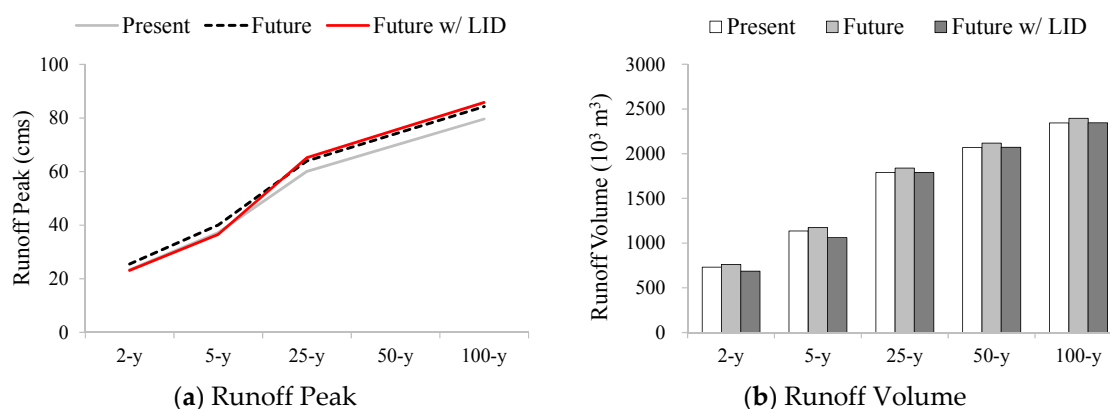 Present Future Future w/ LID
Runoff Peak (cms)
100
80
60
40
20
0
2-y 5-y 25-y 50-y 100-y
(a) Runoff Peak
Present Future Future w/ LID
Runoff Volume (10³ m³)
3000
2500
2000
1500
1000
500
0
2-y 5-y 25-y 50-y 100-y
(b) Runoff Volume